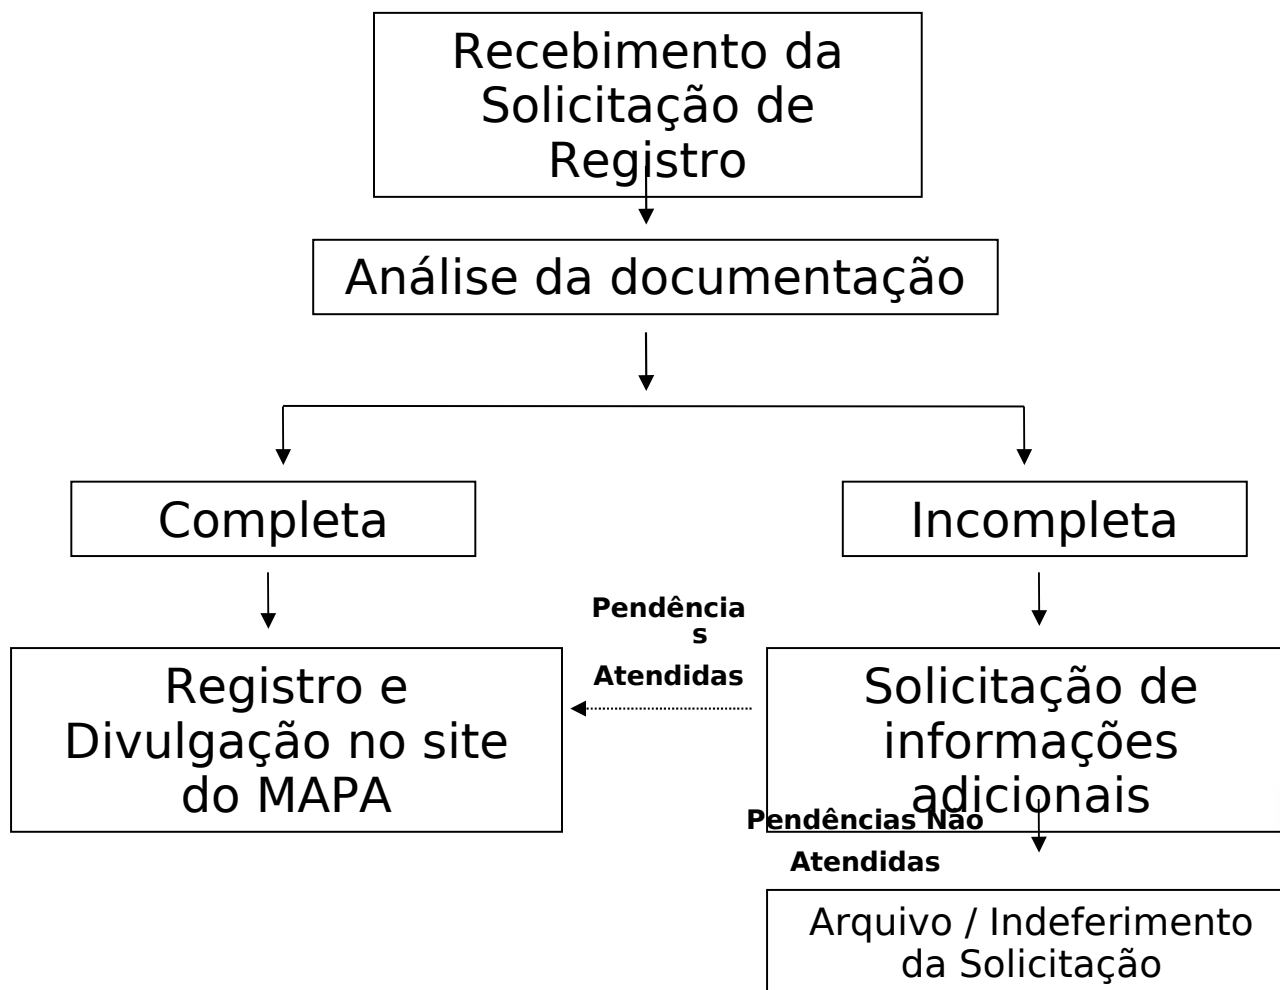 Recebimento da
Solicitação de
Registro
Análise da documentação
Completa
Incompleta
Pendência
s
Atendidas
Registro e
Divulgação no site
do MAPA
Solicitação de
informações
adicionais
Pendências Não
Atendidas
Arquivo / Indeferimento
da Solicitação